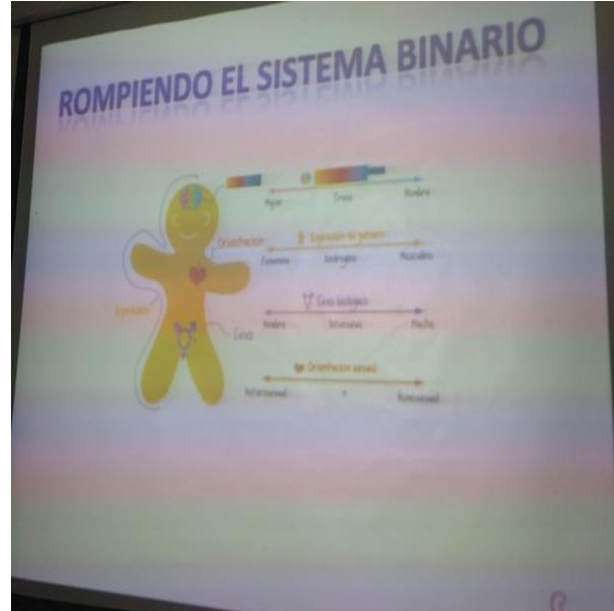 ROMPIENDO EL SISTEMA BINARIO
Mujer Trans Hombre
Orientación
Expresión de género
Femenino Andrógino Masculino
Expresión
Sexo biológico
Sexo
Hembra Intersexual Macho
Orientación sexual
Heterosexual Homosexual